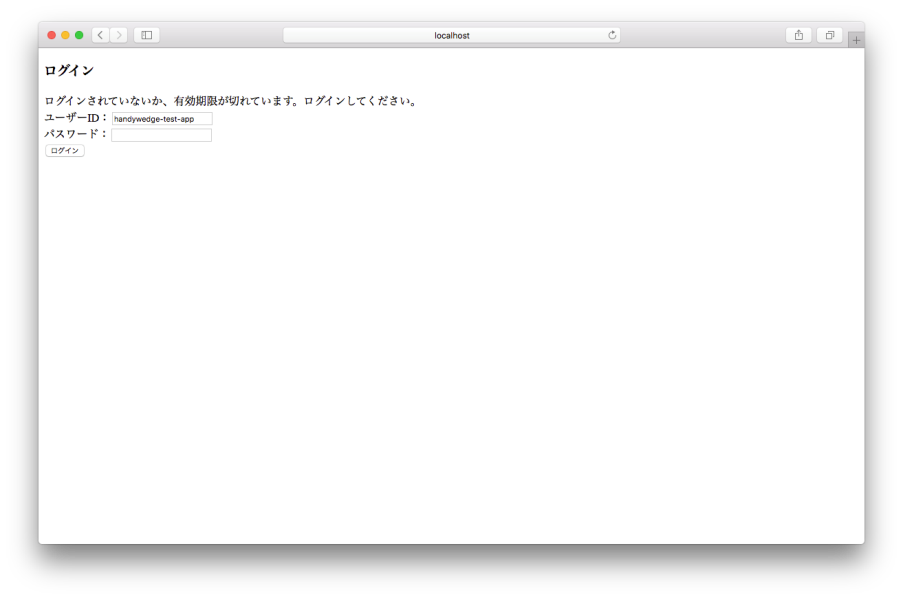 localhost
ログイン
ログインされていないか、有効期限が切れています。ログインしてください。
ユーザーID： handywedge-test-app
パスワード：
ログイン